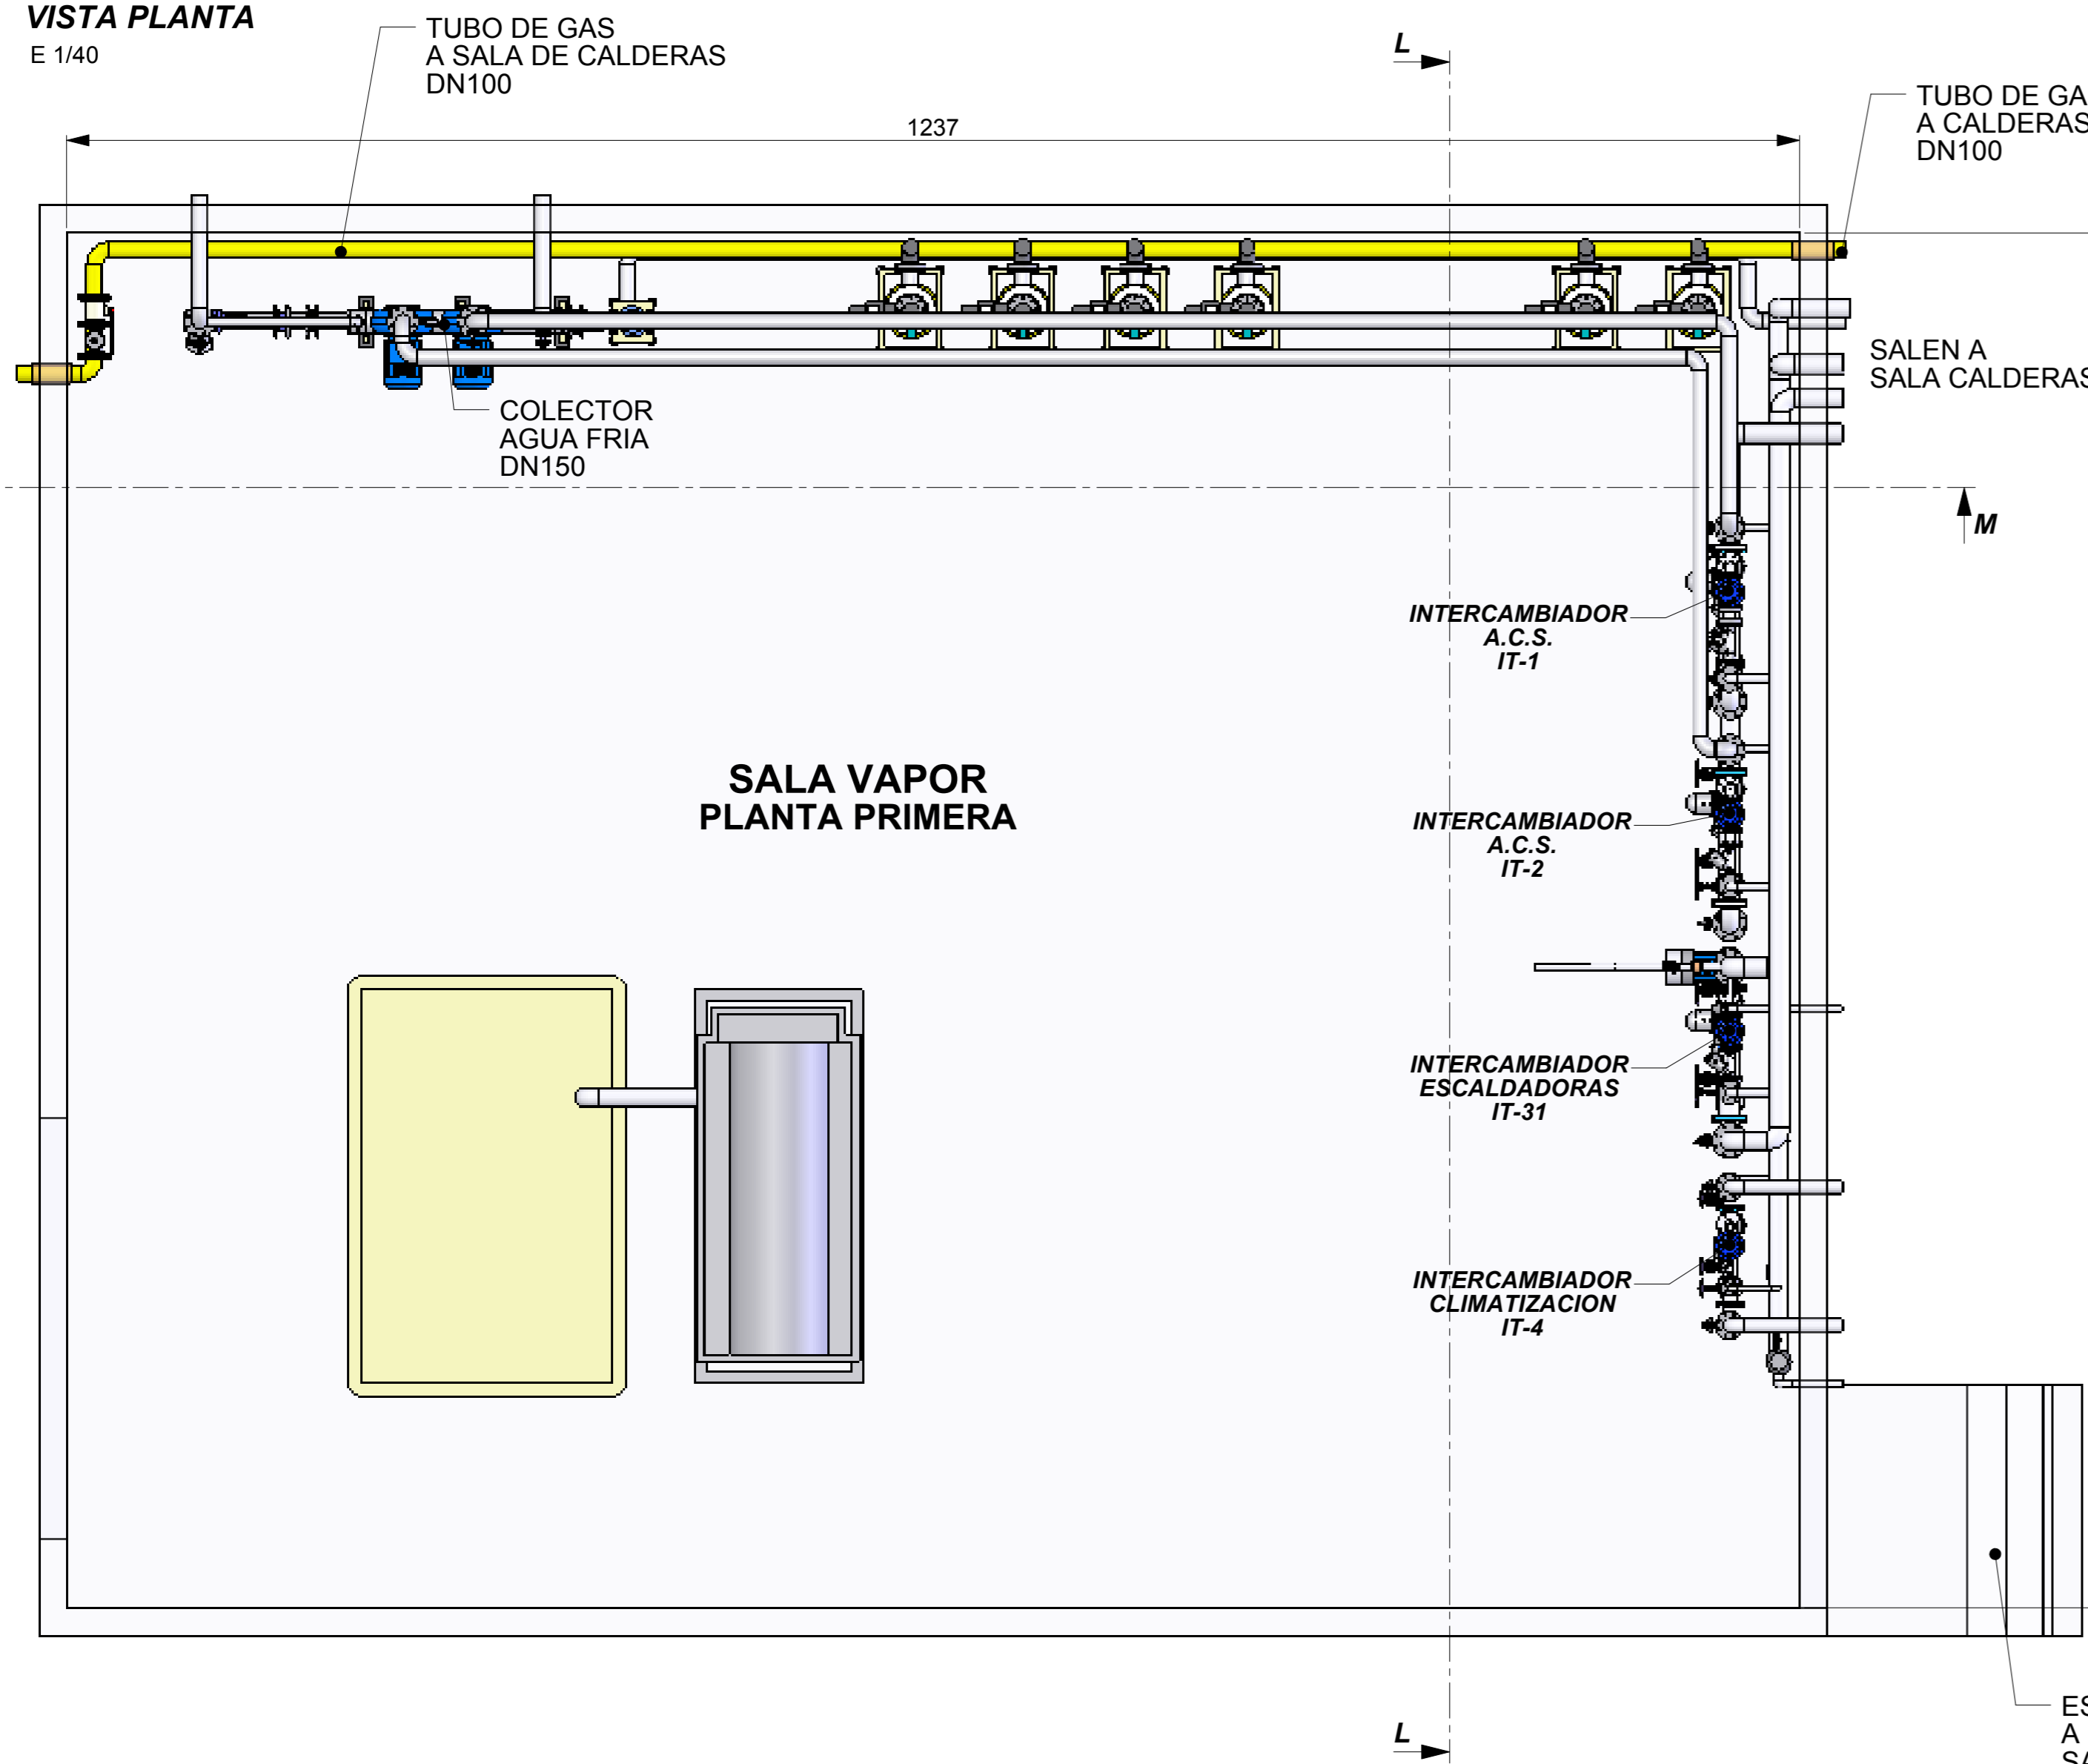 VISTA PLANTA
E 1/40
TUBO DE GAS
A SALA DE CALDERAS
DN100
L
1237
TUBO DE GA
A CALDERAS
DN100
SALEN A
SALA CALDERAS
COLECTOR
AGUA FRIA
DN150
M
INTERCAMBIADOR
A.C.S.
IT-1
SALA VAPOR
PLANTA PRIMERA
INTERCAMBIADOR
A.C.S.
IT-2
INTERCAMBIADOR
ESCALDADORAS
IT-31
INTERCAMBIADOR
CLIMATIZACION
IT-4
L
ES
A
SA